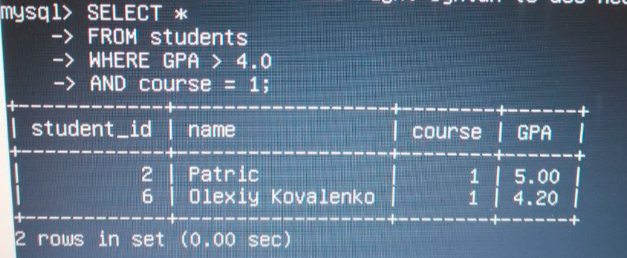 mysql> SELECT *
    -> FROM students
    -> WHERE GPA > 4.0
    -> AND course = 1;
+------------+------------------+--------+------+
| student_id | name             | course | GPA  |
+------------+------------------+--------+------+
|          2 | Patric           |      1 | 5.00 |
|          6 | Olexiy Kovalenko |      1 | 4.20 |
+------------+------------------+--------+------+
2 rows in set (0.00 sec)